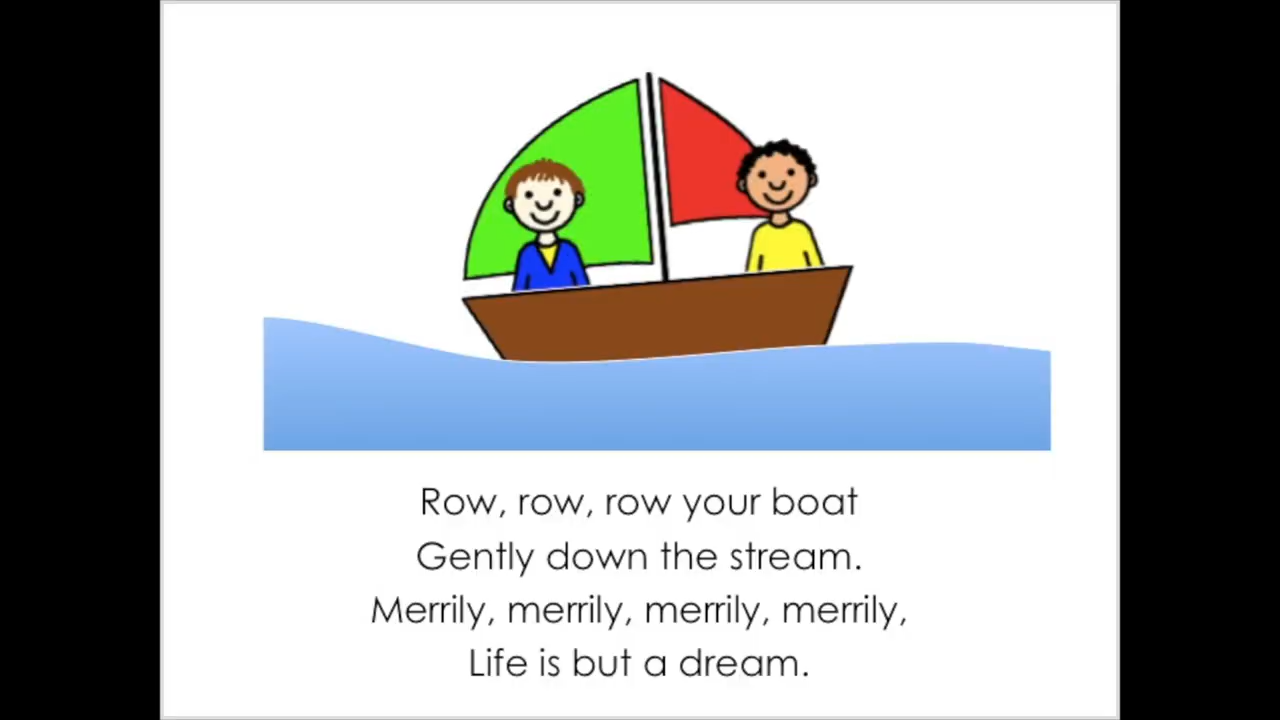 Row, row, row your boat
Gently down the stream.
Merrily, merrily, merrily, merrily,
Life is but a dream.